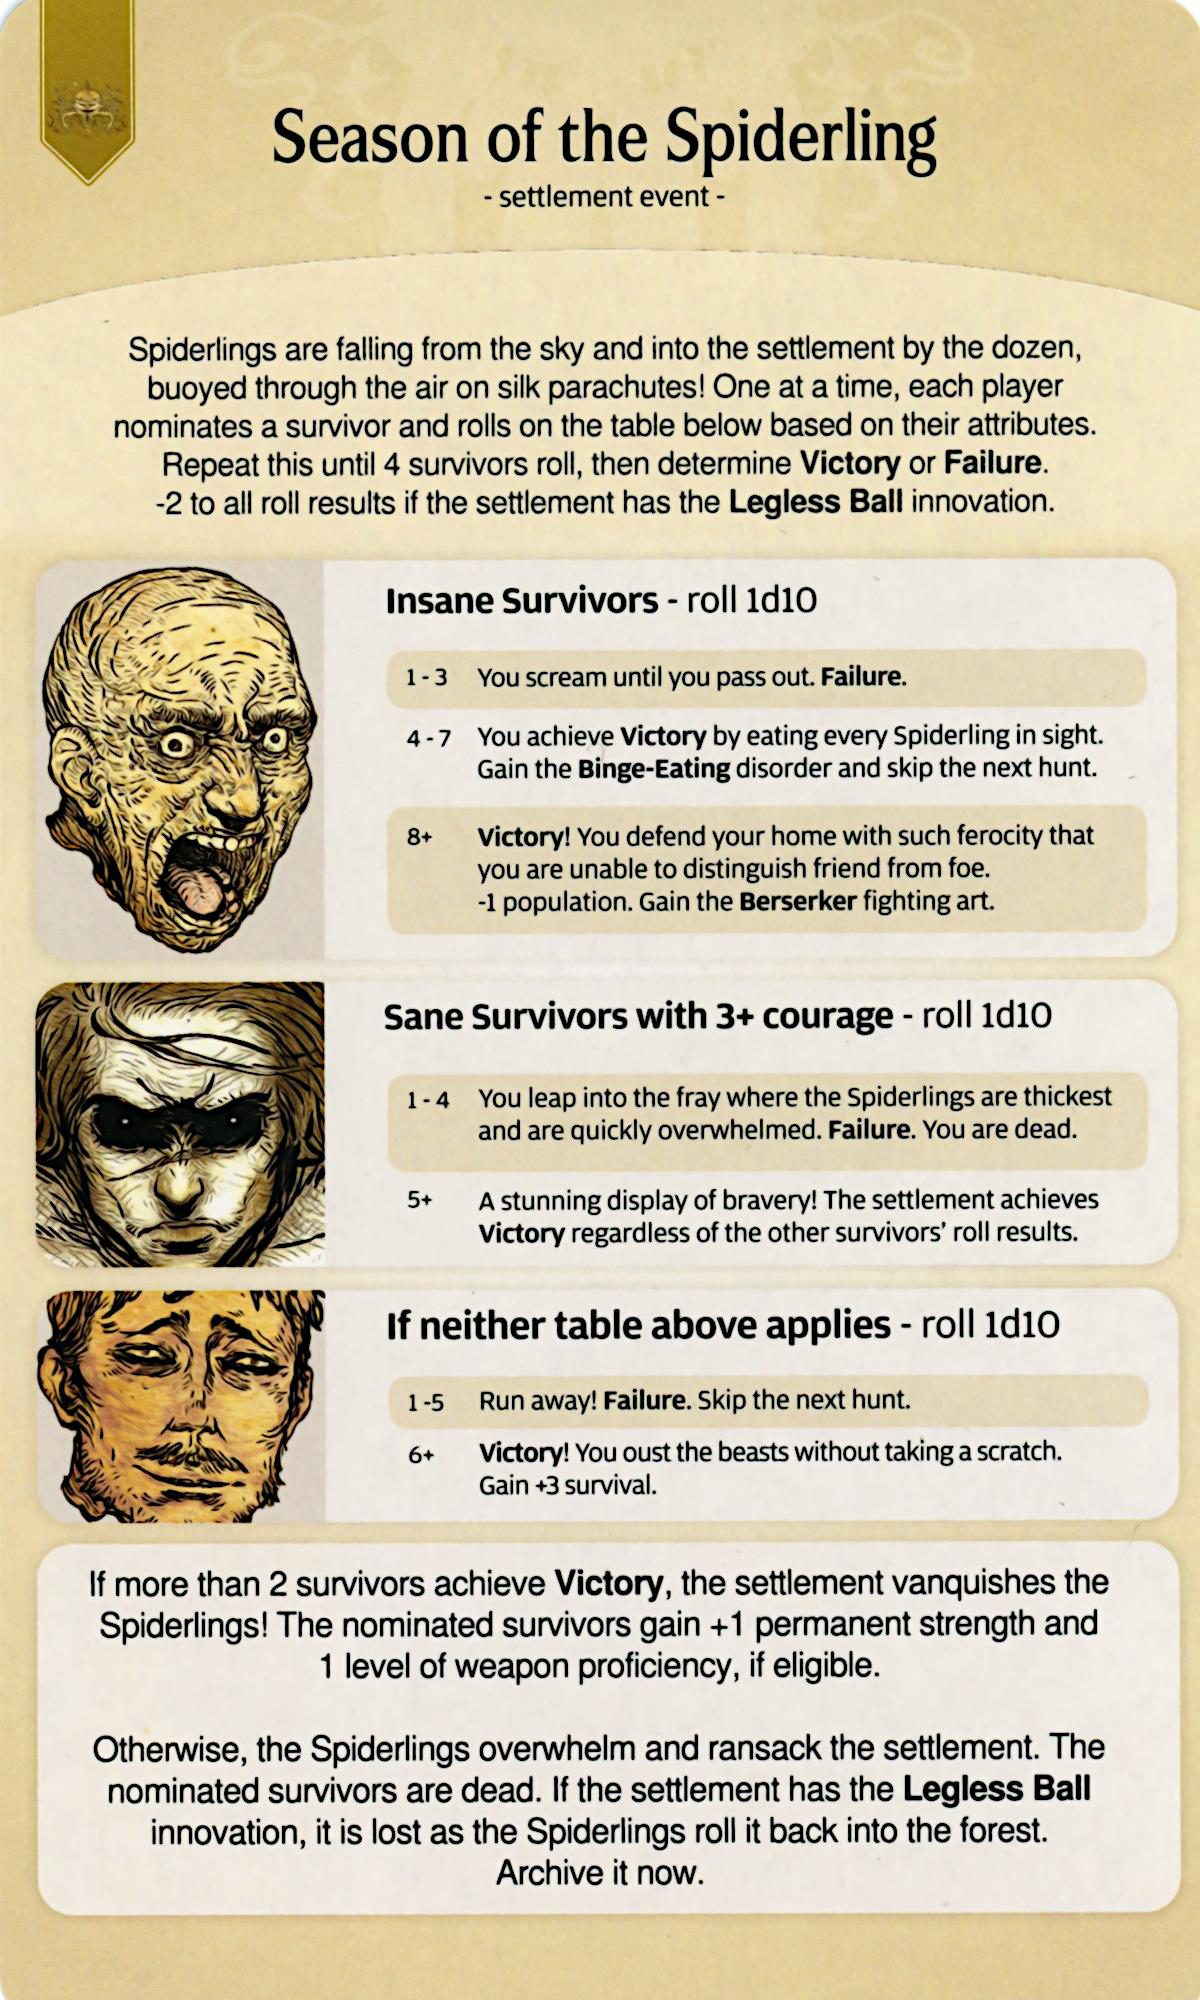 Season of the Spiderling
- settlement event -
Spiderlings are falling from the sky and into the settlement by the dozen,
buoyed through the air on silk parachutes! One at a time, each player
nominates a survivor and rolls on the table below based on their attributes.
Repeat this until 4 survivors roll, then determine Victory or Failure.
-2 to all roll results if the settlement has the Legless Ball innovation.
Insane Survivors - roll 1d10
1 - 3 You scream until you pass out. Failure.
4 - 7 You achieve Victory by eating every Spiderling in sight.
Gain the Binge-Eating disorder and skip the next hunt.
8+ Victory! You defend your home with such ferocity that
you are unable to distinguish friend from foe.
-1 population. Gain the Berserker fighting art.
Sane Survivors with 3+ courage - roll 1d10
1 - 4 You leap into the fray where the Spiderlings are thickest
and are quickly overwhelmed. Failure. You are dead.
5+ A stunning display of bravery! The settlement achieves
Victory regardless of the other survivors’ roll results.
If neither table above applies - roll 1d10
1 -5 Run away! Failure. Skip the next hunt.
6+ Victory! You oust the beasts without taking a scratch.
Gain +3 survival.
If more than 2 survivors achieve Victory, the settlement vanquishes the
Spiderlings! The nominated survivors gain +1 permanent strength and
1 level of weapon proficiency, if eligible.
Otherwise, the Spiderlings overwhelm and ransack the settlement. The
nominated survivors are dead. If the settlement has the Legless Ball
innovation, it is lost as the Spiderlings roll it back into the forest.
Archive it now.